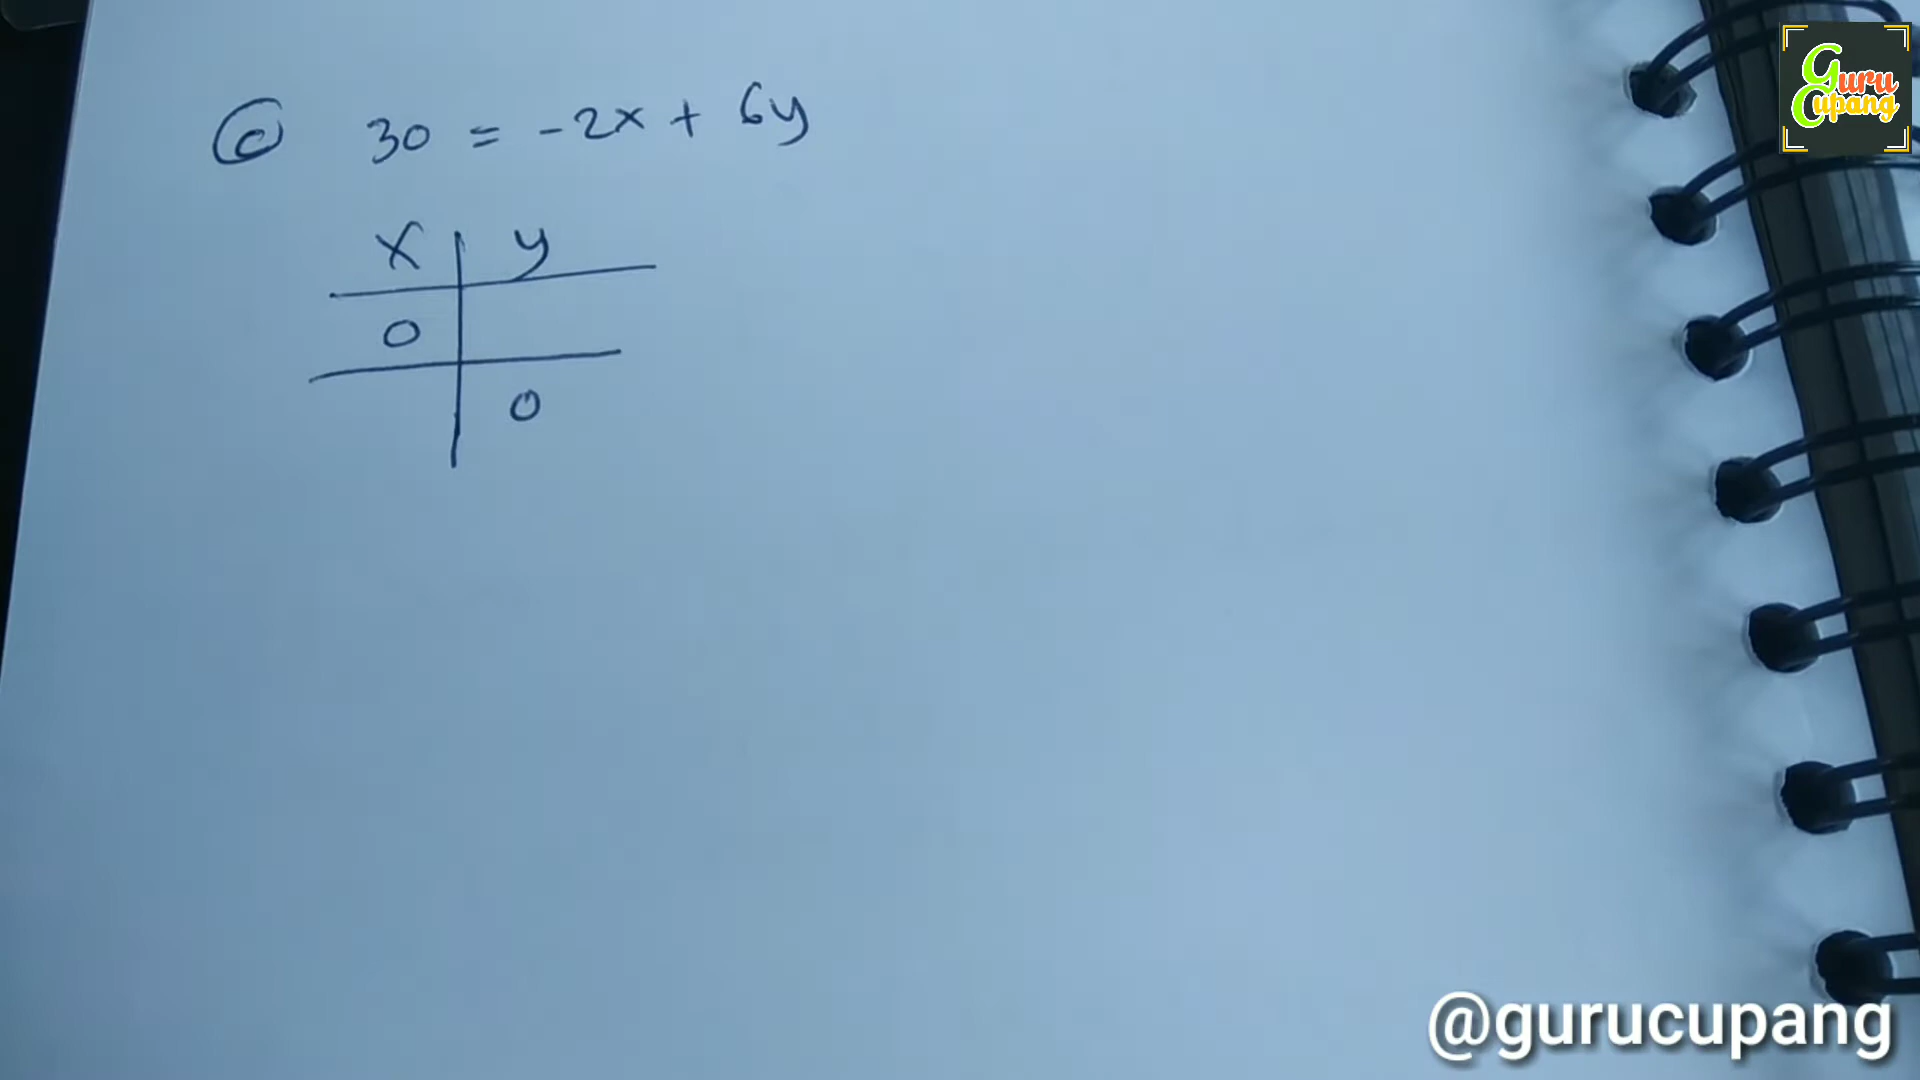 Guru
Cupang
c 30 = -2x + 6y
x | y
0 |
| 0
@gurucupang